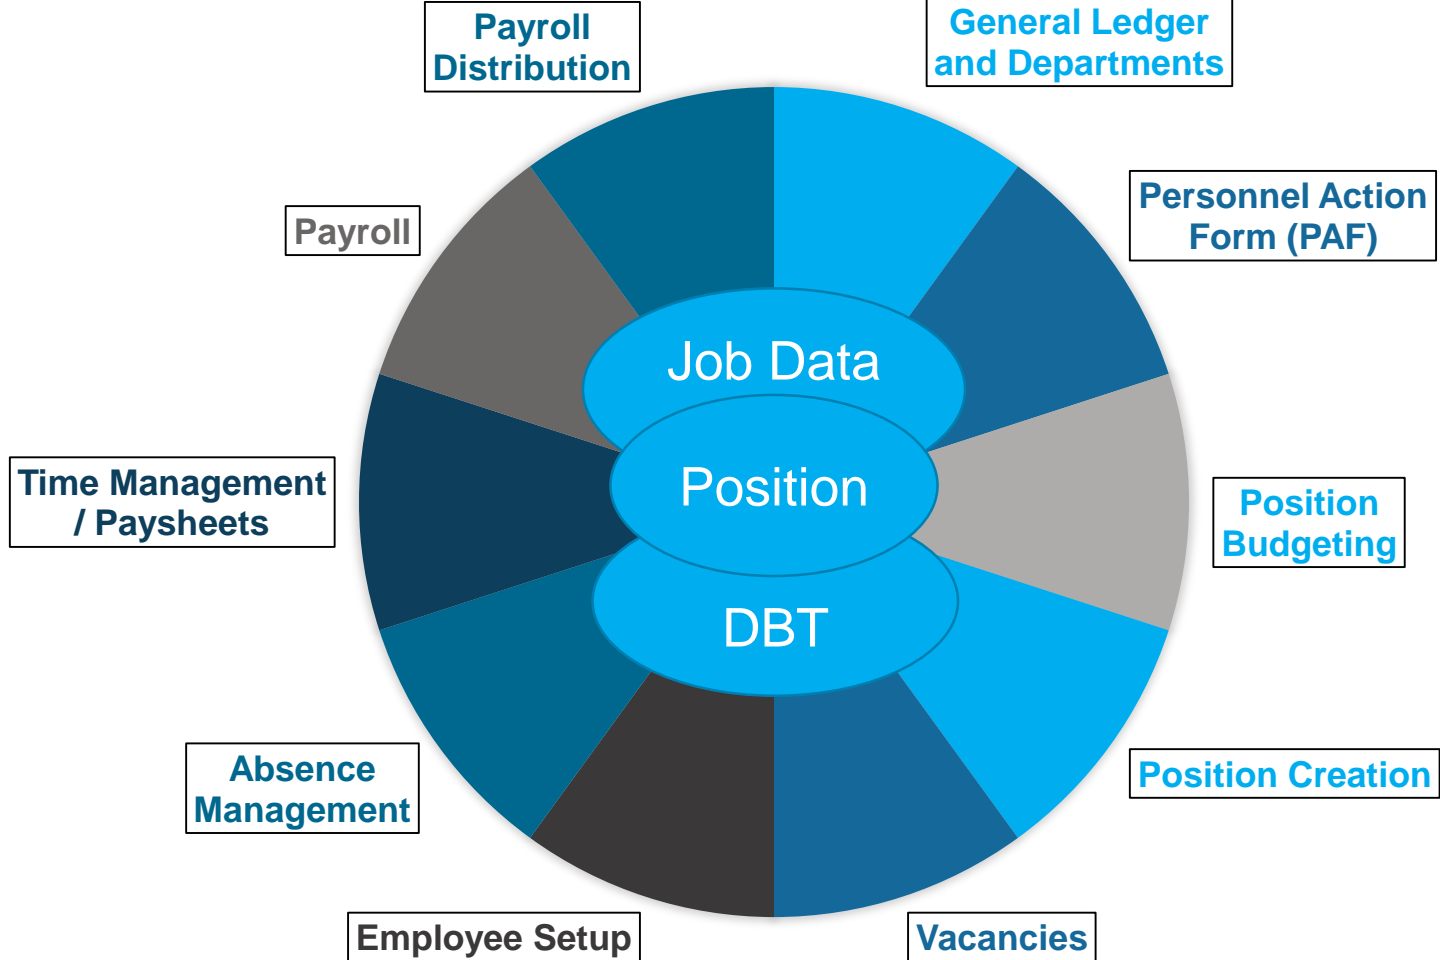 Payroll
Distribution
General Ledger
and Departments
Personnel Action
Form (PAF)
Payroll
Job Data
Position
DBT
Time Management
/ Paysheets
Position
Budgeting
Absence
Management
Position Creation
Employee Setup
Vacancies